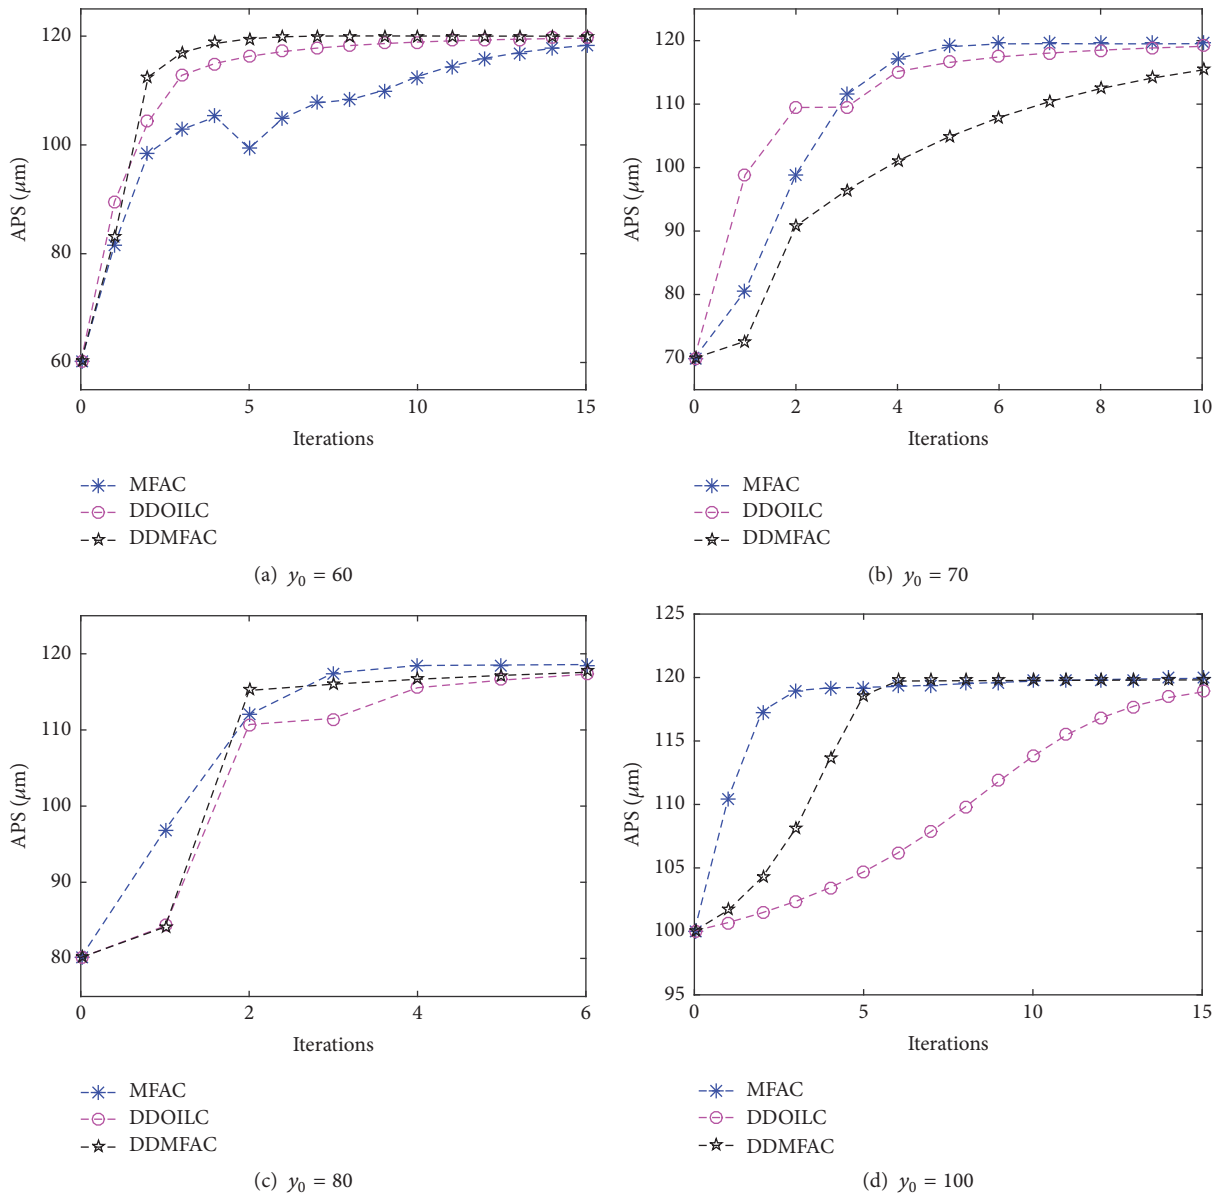 120
100
80
60
APS (μm)
0 5 10 15
Iterations
MFAC
DDOILC
DDMFAC
(a) y₀ = 60
120
110
100
90
80
70
APS (μm)
0 2 4 6 8 10
Iterations
MFAC
DDOILC
DDMFAC
(b) y₀ = 70
120
110
100
90
80
APS (μm)
0 2 4 6
Iterations
MFAC
DDOILC
DDMFAC
(c) y₀ = 80
125
120
115
110
105
100
95
APS (μm)
0 5 10 15
Iterations
MFAC
DDOILC
DDMFAC
(d) y₀ = 100